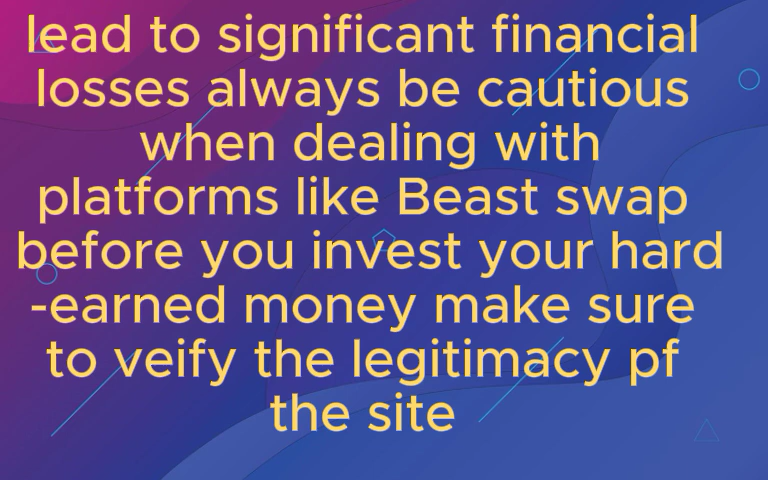 lead to significant financial
losses always be cautious
when dealing with
platforms like Beast swap
before you invest your hard
-earned money make sure
to veify the legitimacy pf
the site